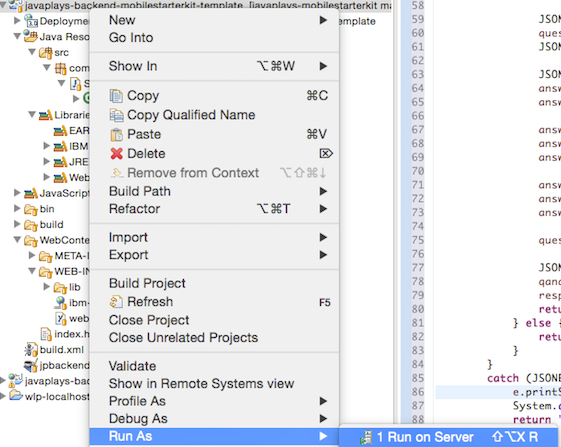 javaplays-backend-mobilestarterkit-template [javaplays-mobilestarterkit ma
Deployme
template
Java Reso
src
com
S
Libraries
EAR
IBM
JRE
Web
JavaScript
bin
build
WebConte
META-I
WEB-IN
lib
ibm-
web
index.h
build.xml
jpbackend
javaplays-bac
wlp-localhost
New
Go Into
Show In ⌥⌘W
Copy ⌘C
Copy Qualified Name
Paste ⌘V
Delete ⌦
Remove from Context ⌥⇧⌘↓
Build Path
Refactor ⌥⌘T
Import
Export
Build Project
Refresh F5
Close Project
Close Unrelated Projects
Validate
Show in Remote Systems view
Profile As
Debug As
Run As
1 Run on Server ⇧⌥X R
58
59 JSON
60 ques
61 JSON
62
63 JSON
64 answ
65 answ
66
67 answ
68 answ
69 answ
70
71 answ
72 answ
73 answ
74
75 ques
76
77 JSON
78 qand
79 resp
80 retu
81 } else {
82 retu
83 }
84 }
85 catch (JSONE
86 e.printS
87 System.o
88 return "